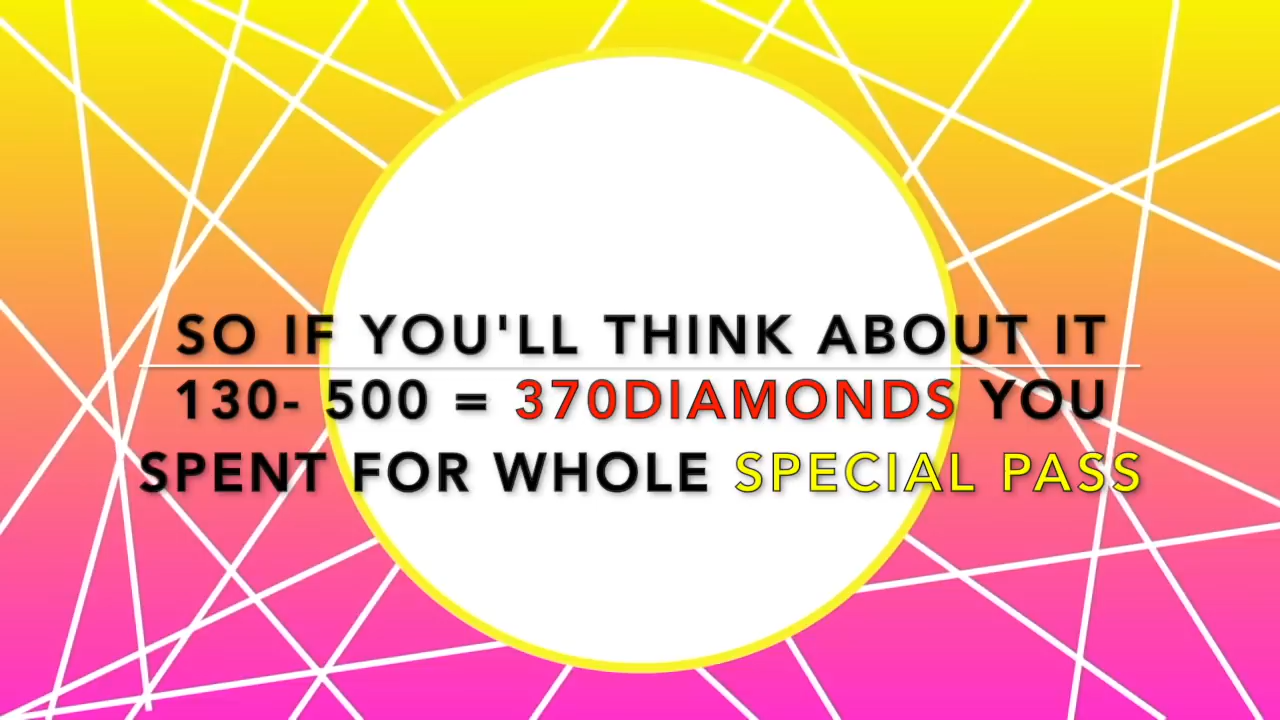 SO IF YOU'LL THINK ABOUT IT
130- 500 = 370DIAMONDS YOU
SPENT FOR WHOLE SPECIAL PASS